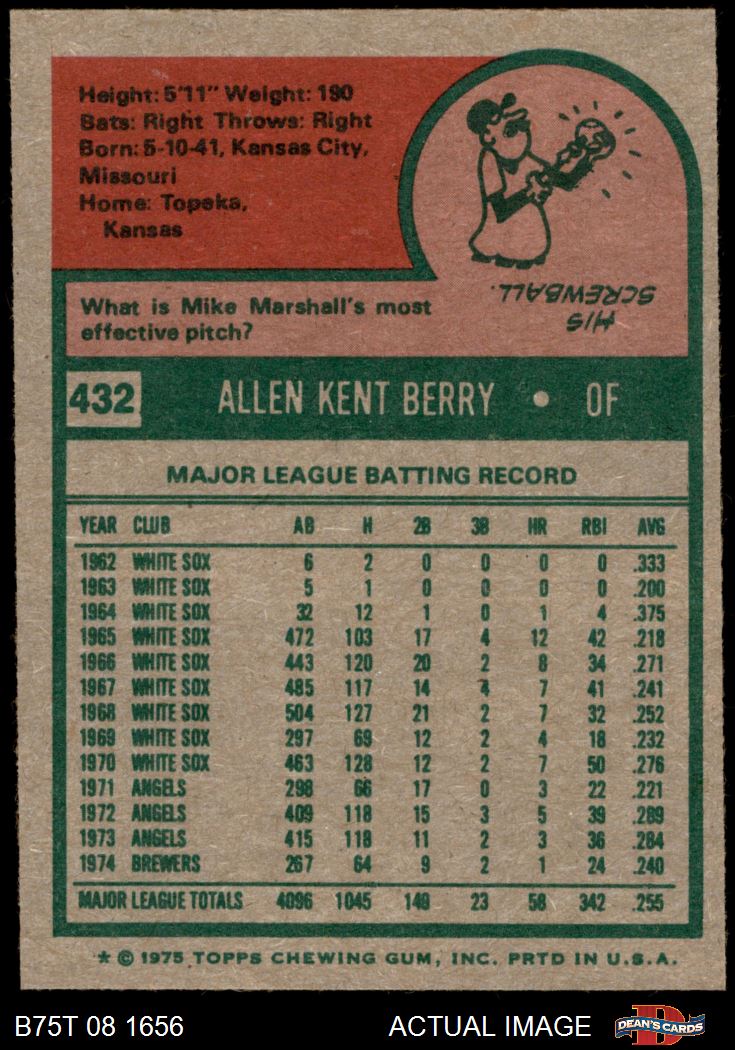 Height: 5'11" Weight: 190
Bats: Right Throws: Right
Born: 5-10-41, Kansas City,
Missouri
Home: Topeka,
Kansas
What is Mike Marshall's most
effective pitch?
HIS
SCREWBALL.
432 ALLEN KENT BERRY • OF
MAJOR LEAGUE BATTING RECORD
YEAR CLUB AB H 2B 3B HR RBI AVG
1962 WHITE SOX 6 2 0 0 0 0 .333
1963 WHITE SOX 5 1 0 0 0 0 .200
1964 WHITE SOX 32 12 1 0 1 4 .375
1965 WHITE SOX 472 103 17 4 12 42 .218
1966 WHITE SOX 443 120 20 2 8 34 .271
1967 WHITE SOX 485 117 14 4 7 41 .241
1968 WHITE SOX 504 127 21 2 7 32 .252
1969 WHITE SOX 297 69 12 2 4 18 .232
1970 WHITE SOX 463 128 12 2 7 50 .276
1971 ANGELS 298 66 17 0 3 22 .221
1972 ANGELS 409 118 15 3 5 39 .289
1973 ANGELS 415 118 11 2 3 36 .284
1974 BREWERS 267 64 9 2 1 24 .240
MAJOR LEAGUE TOTALS 4096 1045 149 23 58 342 .255
* © 1975 TOPPS CHEWING GUM, INC. PRTD IN U.S.A.
B75T 08 1656 ACTUAL IMAGE DEAN'S CARDS